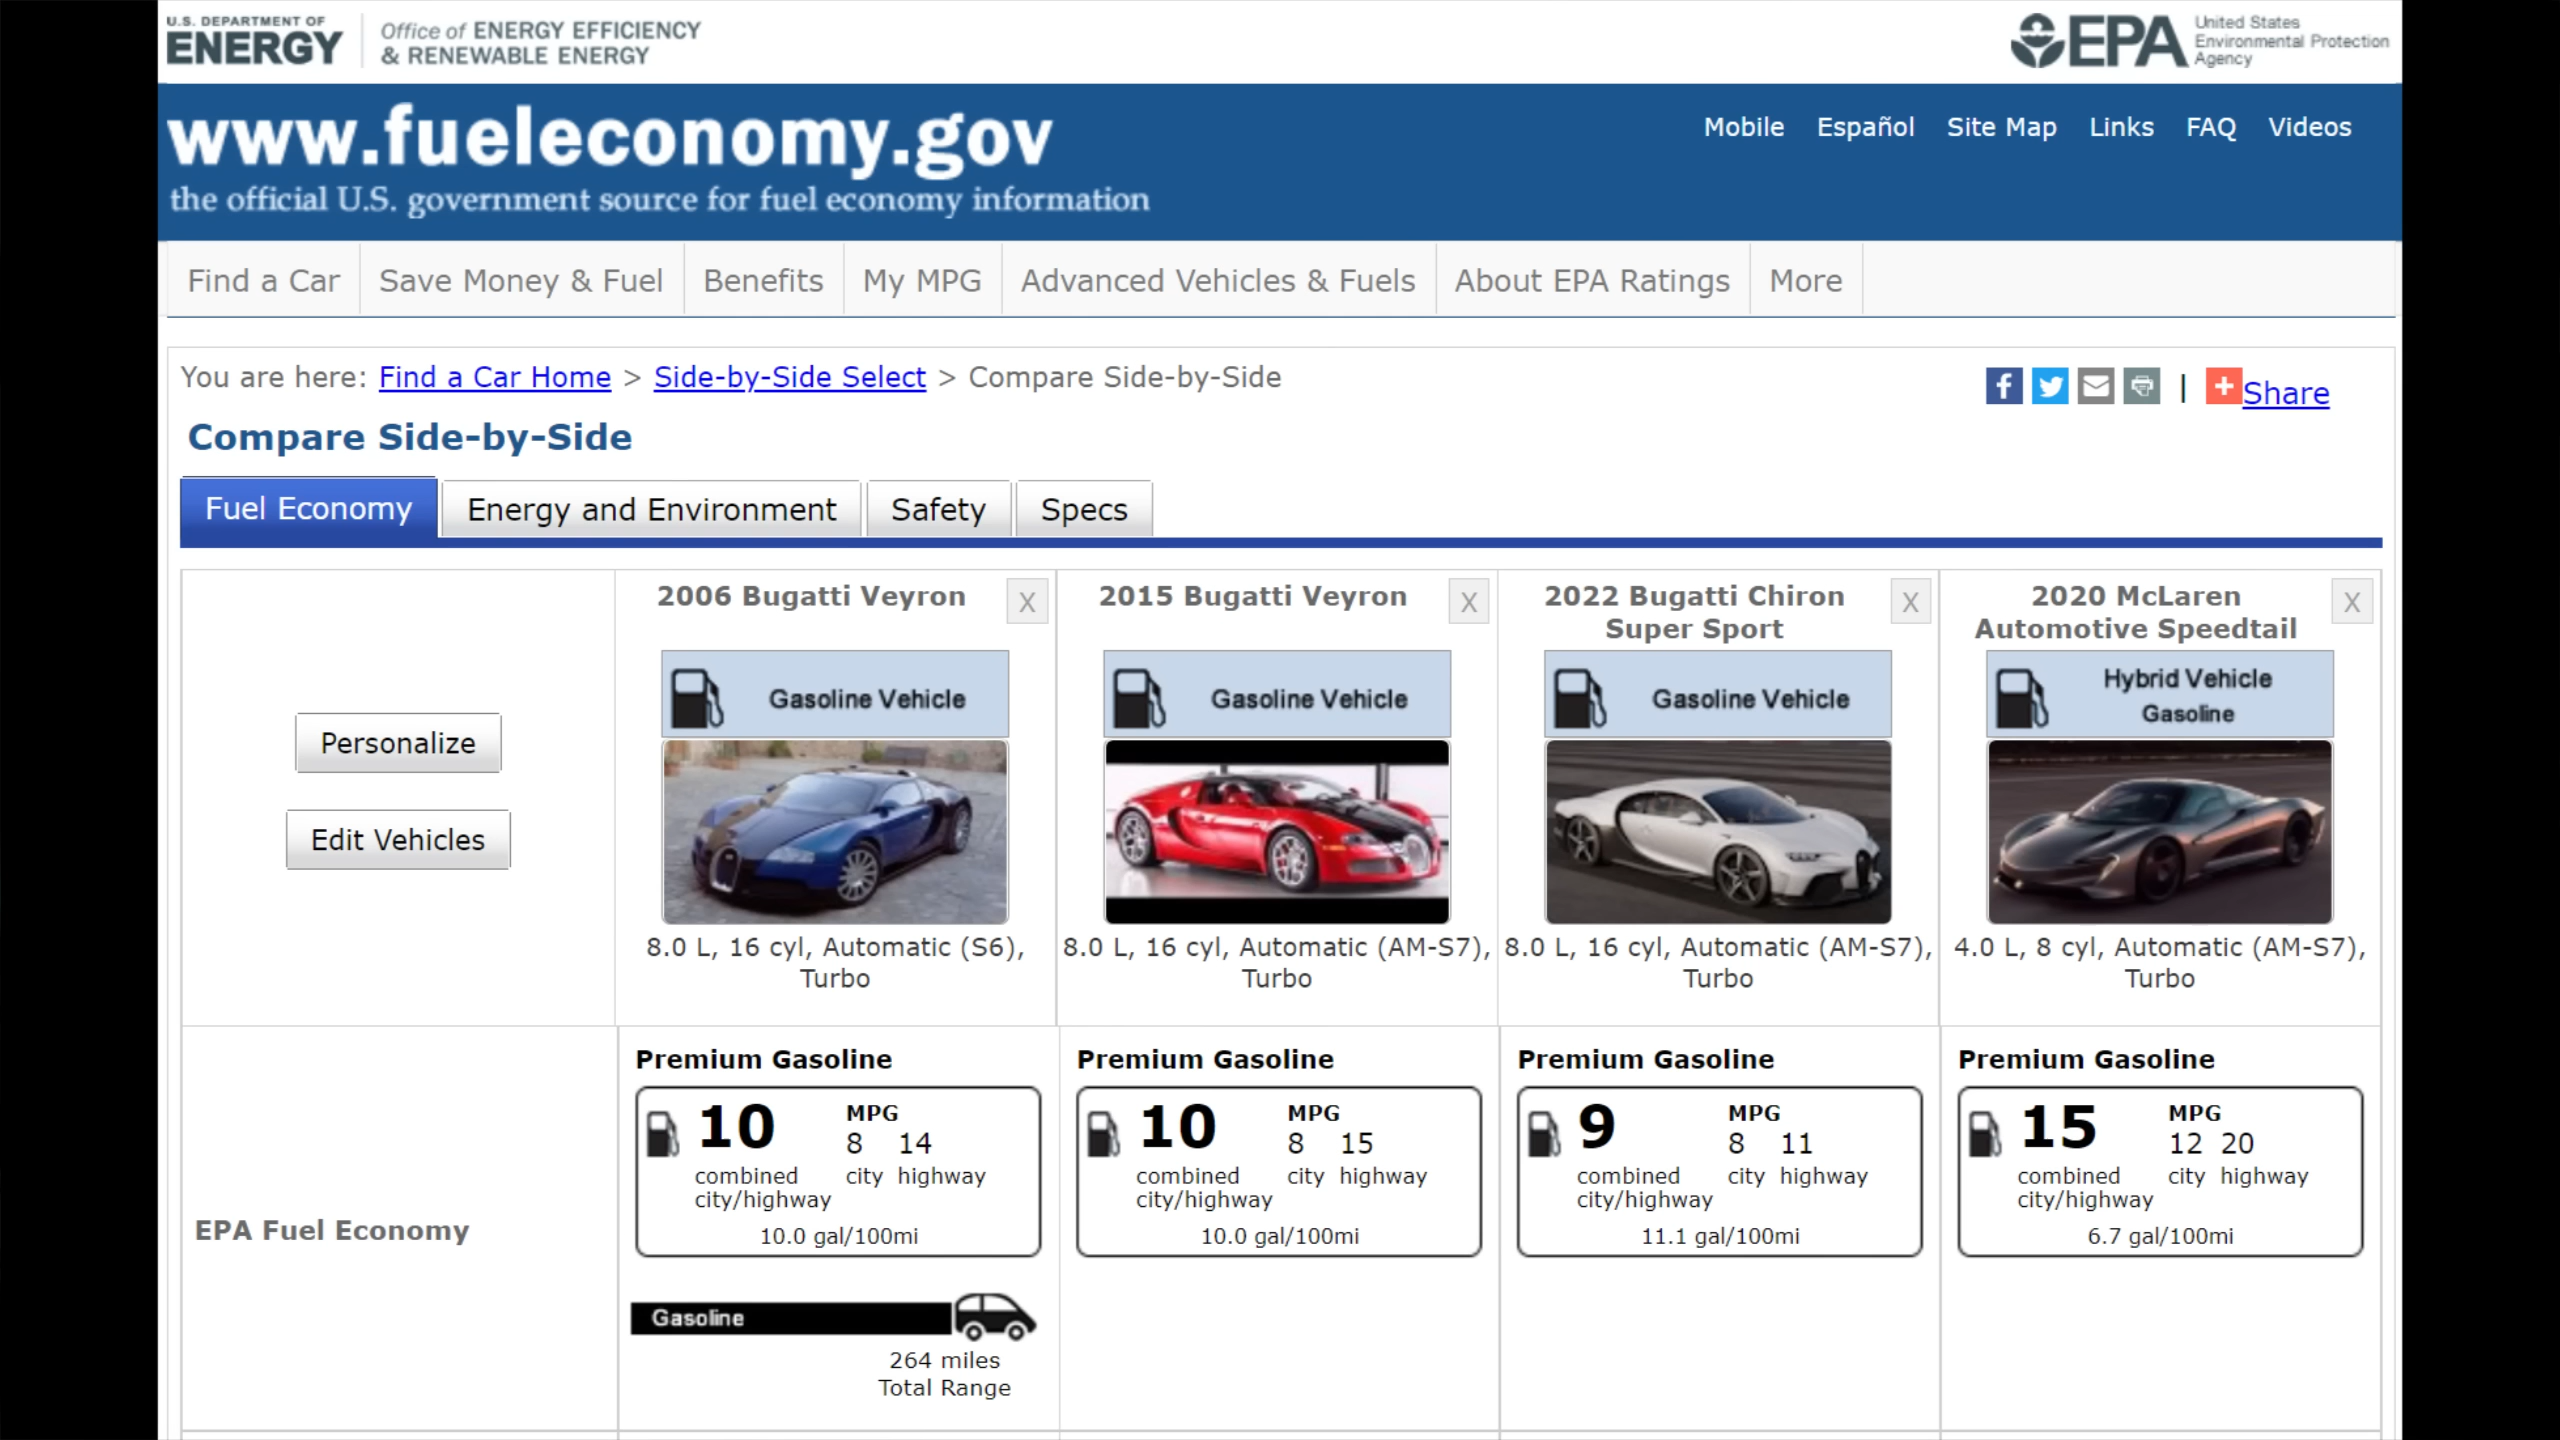 U.S. DEPARTMENT OF
ENERGY
Office of ENERGY EFFICIENCY
& RENEWABLE ENERGY
EPA
United States
Environmental Protection
Agency
www.fueleconomy.gov
the official U.S. government source for fuel economy information
Mobile Español Site Map Links FAQ Videos
Find a Car Save Money & Fuel Benefits My MPG Advanced Vehicles & Fuels About EPA Ratings More
You are here: Find a Car Home > Side-by-Side Select > Compare Side-by-Side
| Share
Compare Side-by-Side
Fuel Economy Energy and Environment Safety Specs
Personalize
Edit Vehicles
2006 Bugatti Veyron
X
Gasoline Vehicle
8.0 L, 16 cyl, Automatic (S6),
Turbo
2015 Bugatti Veyron
X
Gasoline Vehicle
8.0 L, 16 cyl, Automatic (AM-S7),
Turbo
2022 Bugatti Chiron
Super Sport
X
Gasoline Vehicle
8.0 L, 16 cyl, Automatic (AM-S7),
Turbo
2020 McLaren
Automotive Speedtail
X
Hybrid Vehicle
Gasoline
4.0 L, 8 cyl, Automatic (AM-S7),
Turbo
EPA Fuel Economy
Premium Gasoline
10 MPG
8 14
combined city highway
city/highway
10.0 gal/100mi
Gasoline
264 miles
Total Range
Premium Gasoline
10 MPG
8 15
combined city highway
city/highway
10.0 gal/100mi
Premium Gasoline
9 MPG
8 11
combined city highway
city/highway
11.1 gal/100mi
Premium Gasoline
15 MPG
12 20
combined city highway
city/highway
6.7 gal/100mi